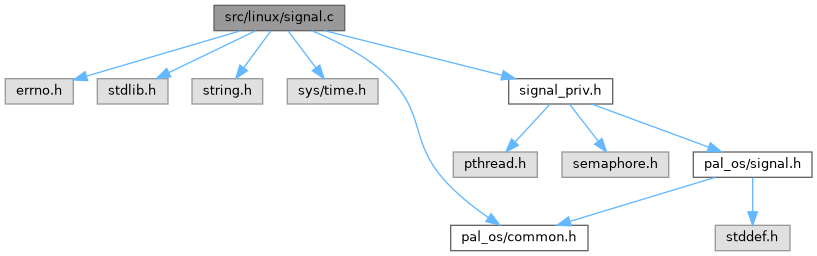 src/linux/signal.c
errno.h
stdlib.h
string.h
sys/time.h
signal_priv.h
pthread.h
semaphore.h
pal_os/signal.h
pal_os/common.h
stddef.h